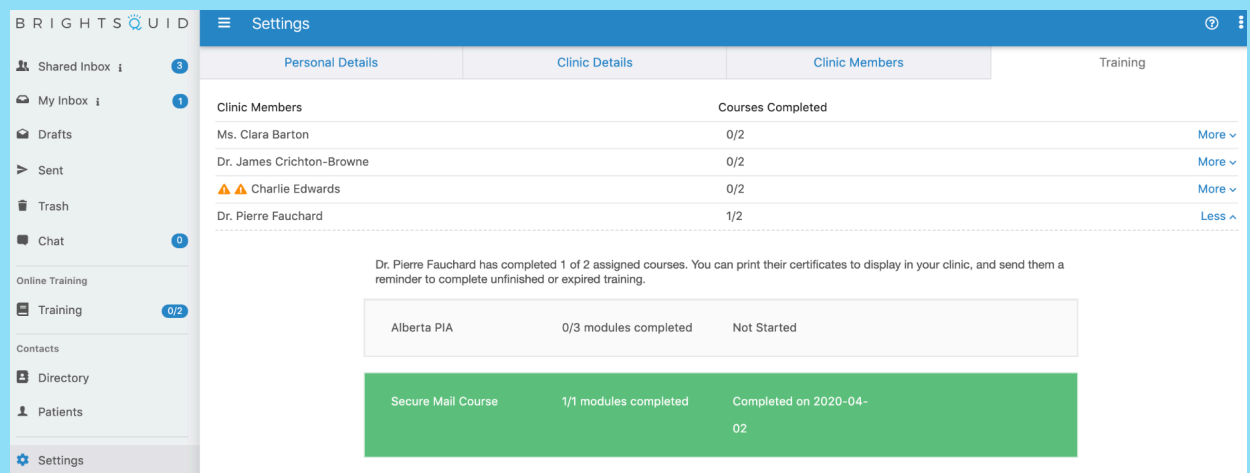 BRIGHTSQUID
Settings
Shared Inbox i 3
My Inbox i 1
Drafts
Sent
Trash
Chat 0
Online Training
Training 0/2
Contacts
Directory
Patients
Settings
Personal Details Clinic Details Clinic Members Training
Clinic Members Courses Completed
Ms. Clara Barton 0/2 More
Dr. James Crichton-Browne 0/2 More
Charlie Edwards 0/2 More
Dr. Pierre Fauchard 1/2 Less
Dr. Pierre Fauchard has completed 1 of 2 assigned courses. You can print their certificates to display in your clinic, and send them a
reminder to complete unfinished or expired training.
Alberta PIA 0/3 modules completed Not Started
Secure Mail Course 1/1 modules completed Completed on 2020-04-
02